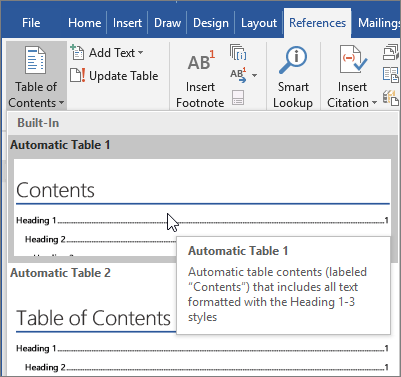 File Home Insert Draw Design Layout References Mailings
Table of Contents
Add Text
Update Table
AB1
Insert Footnote
AB
Smart Lookup
Insert Citation
Built-In
Automatic Table 1
Contents
Heading 1 1
Heading 2
Automatic Table 1
Automatic table contents (labeled
“Contents”) that includes all text
formatted with the Heading 1-3
styles
Automatic Table 2
Table of Contents
Heading 1 1
Heading 2 1